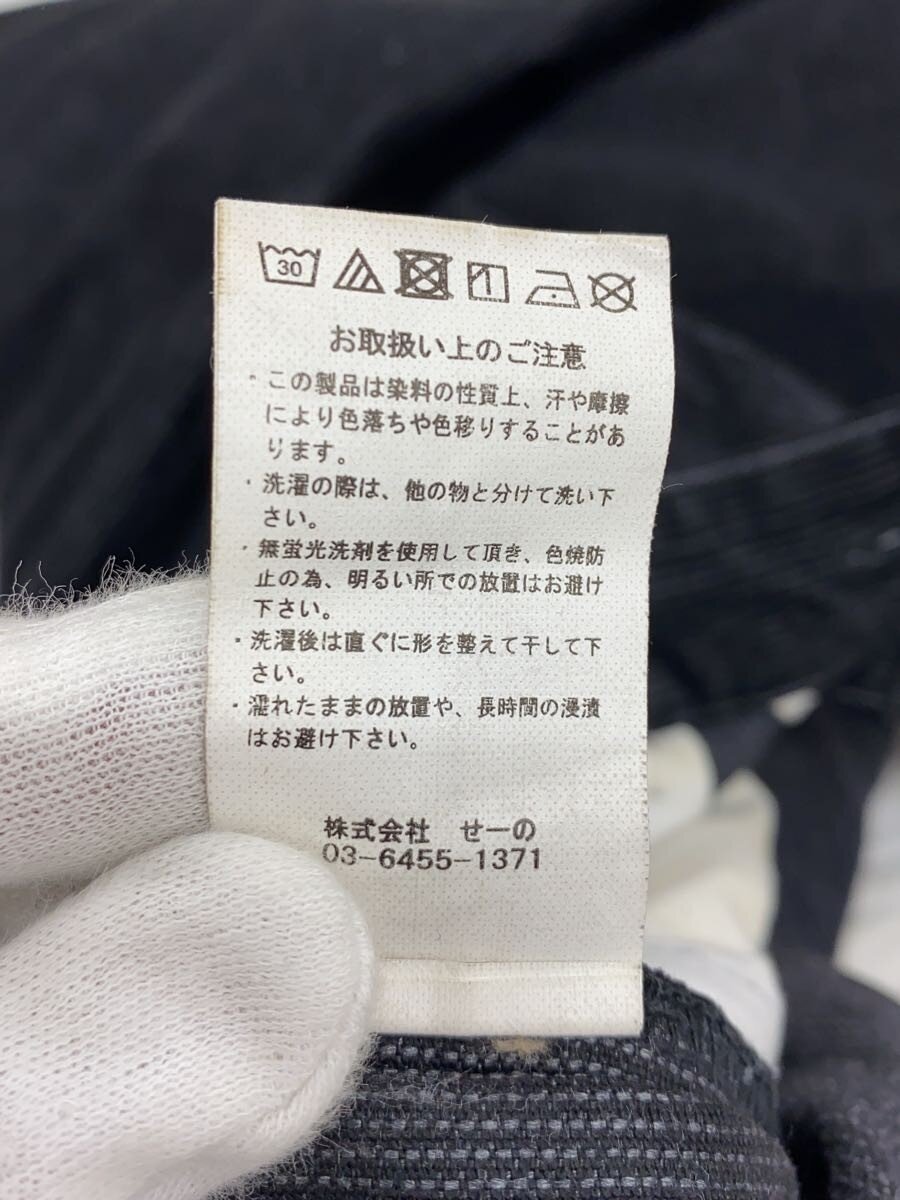 30
お取扱い上のご注意
・この製品は染料の性質上、汗や摩擦
により色落ちや色移りすることがあ
ります。
・洗濯の際は、他の物と分けて洗い下
さい。
・無蛍光洗剤を使用して頂き、色焼防
止の為、明るい所での放置はお避け
下さい。
・洗濯後は直ぐに形を整えて干して下
さい。
・濡れたままの放置や、長時間の浸漬
はお避け下さい。
株式会社 せーの
03-6455-1371